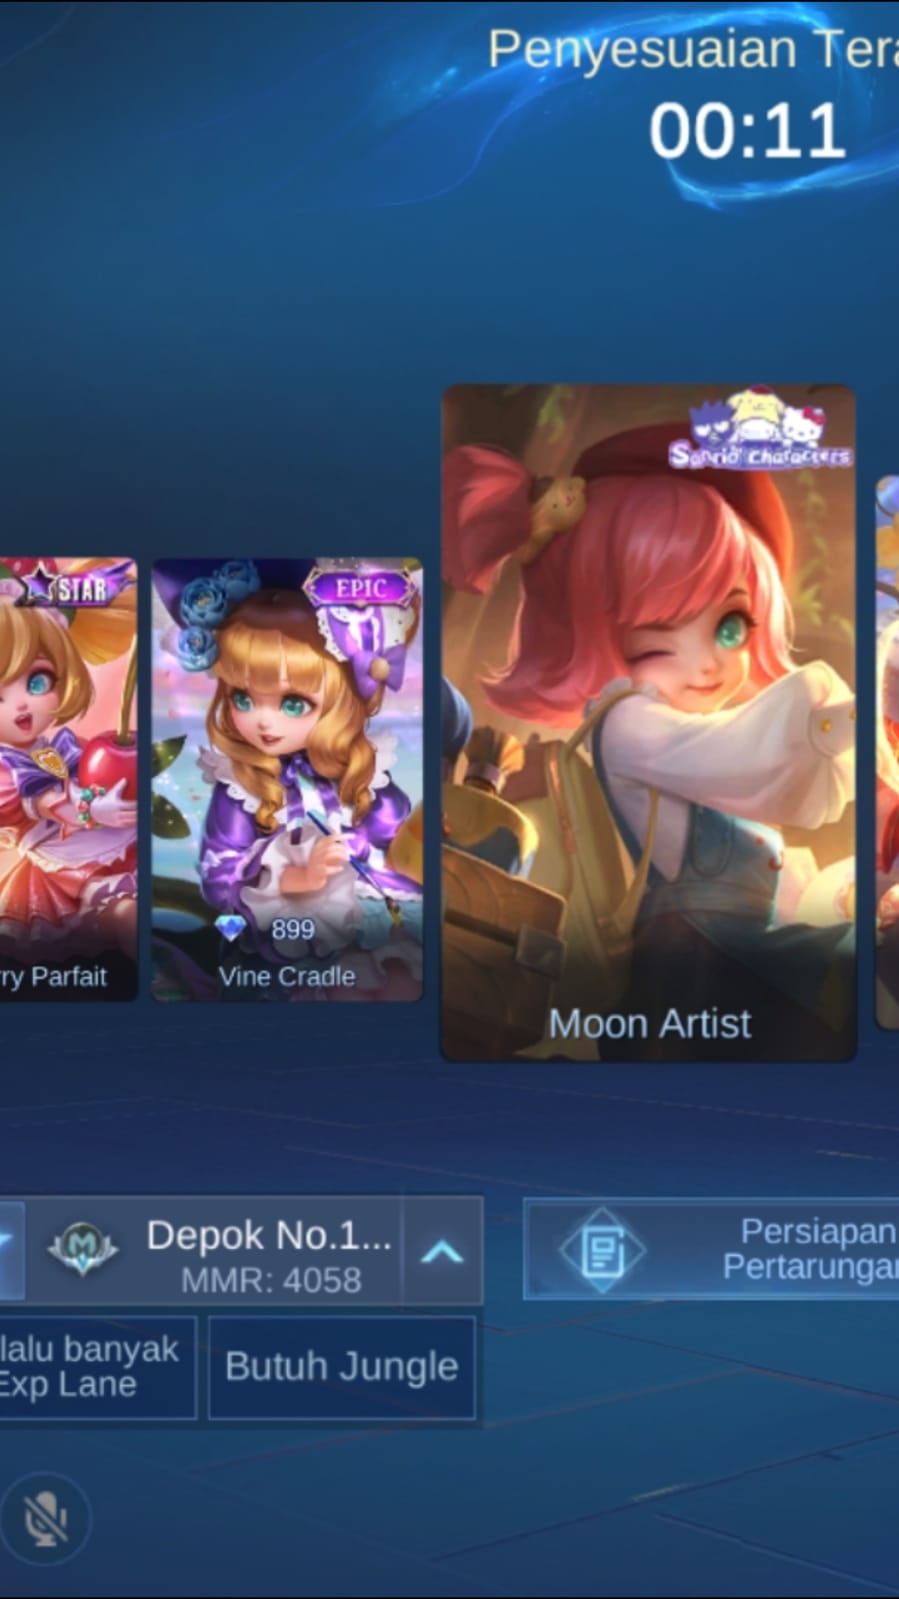 Penyesuaian Tera
00:11
Sanrio characters
STAR
EPIC
899
ry Parfait
Vine Cradle
Moon Artist
Depok No.1...
MMR: 4058
Persiapan
Pertarungan
lalu banyak
Exp Lane
Butuh Jungle